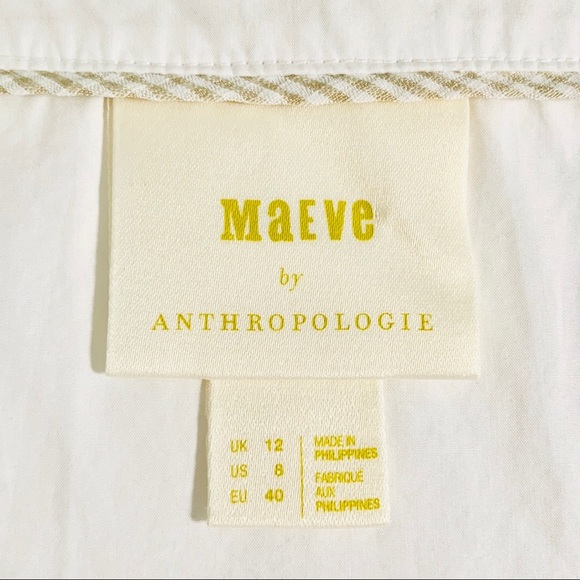 MaEVe
by
ANTHROPOLOGIE
UK 12
US 8
EU 40
MADE IN
PHILIPPINES
FABRIQUÉ
AUX
PHILIPPINES